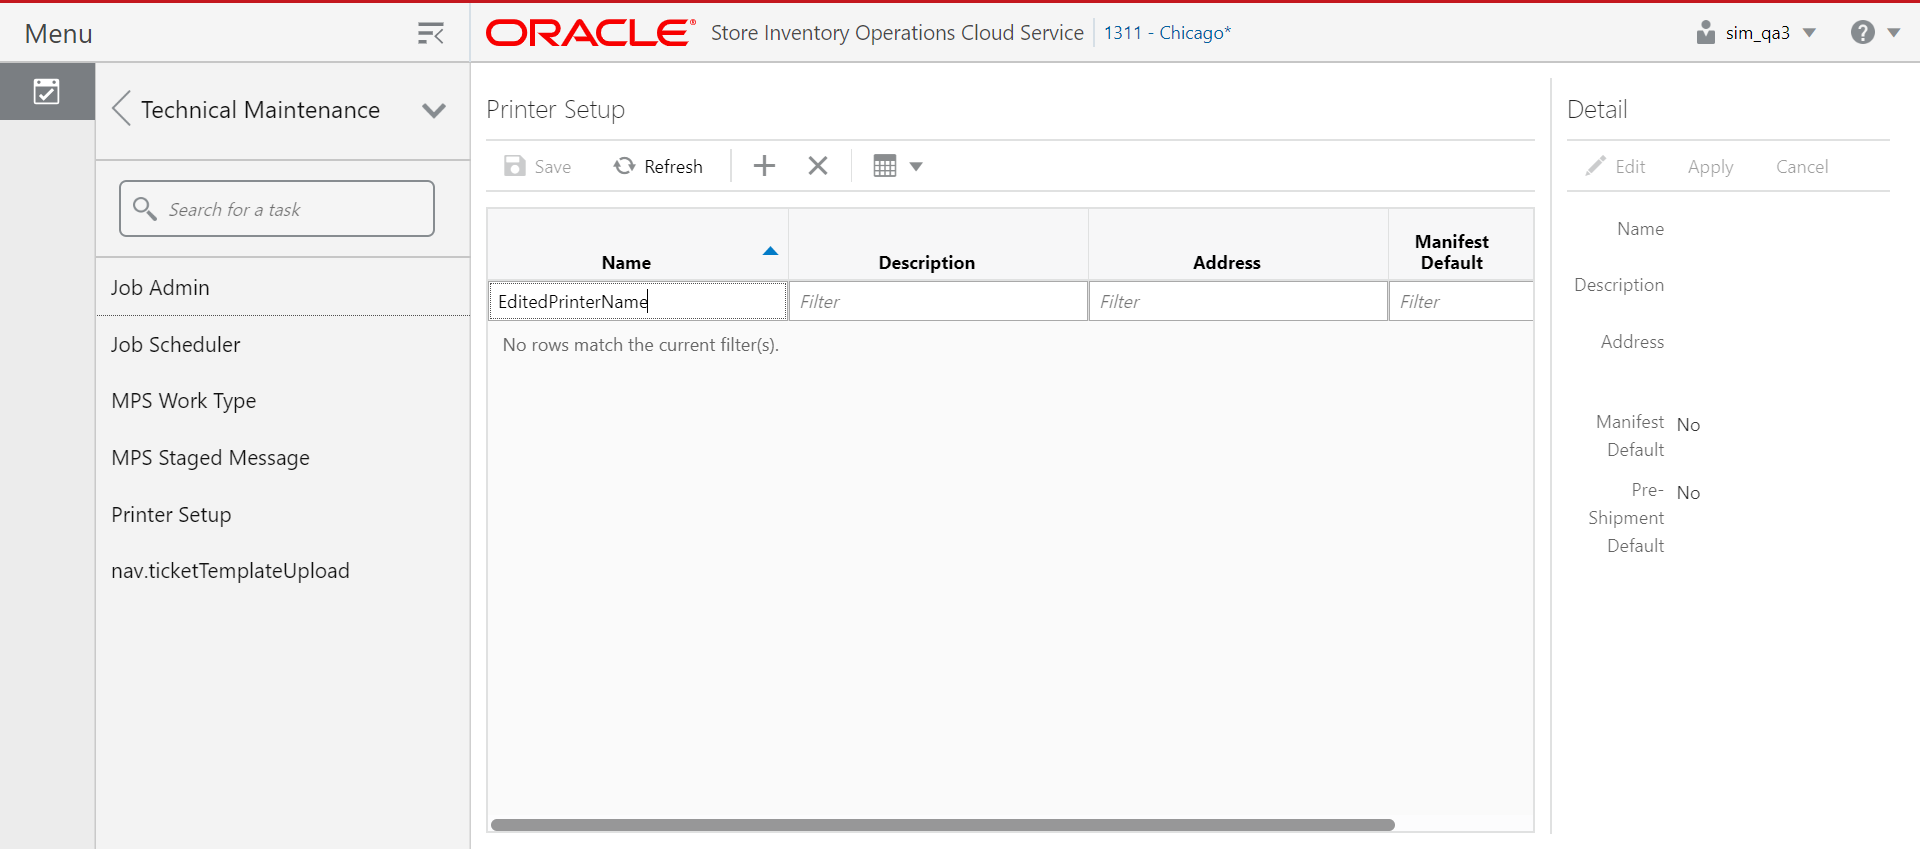 Menu
ORACLE® Store Inventory Operations Cloud Service 1311 - Chicago*
sim_qa3
?
Technical Maintenance
Search for a task
Job Admin
Job Scheduler
MPS Work Type
MPS Staged Message
Printer Setup
nav.ticketTemplateUpload
Printer Setup
Save Refresh
Name Description Address Manifest
Default
EditedPrinterName Filter Filter Filter
No rows match the current filter(s).
Detail
Edit Apply Cancel
Name
Description
Address
Manifest No
Default
Pre- No
Shipment
Default